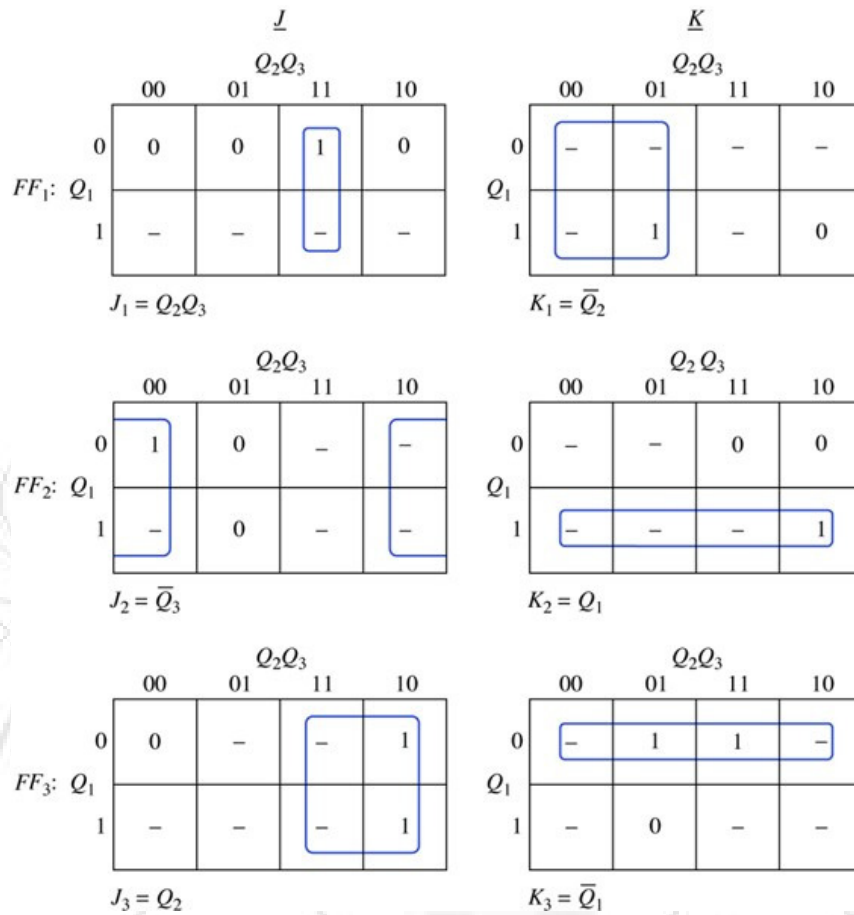 J K
Q₂Q₃ Q₂Q₃
00 01 11 10 00 01 11 10
0 0 0 1 0 0 – – – –
FF₁: Q₁ Q₁
1 – – – – 1 – 1 – 0
J₁ = Q₂Q₃ K₁ = Q̅₂
Q₂Q₃ Q₂ Q₃
00 01 11 10 00 01 11 10
0 1 0 – – 0 – – 0 0
FF₂: Q₁ Q₁
1 – 0 – – 1 – – – 1
J₂ = Q̅₃ K₂ = Q₁
Q₂Q₃ Q₂Q₃
00 01 11 10 00 01 11 10
0 0 – – 1 0 – 1 1 –
FF₃: Q₁ Q₁
1 – – – 1 1 – 0 – –
J₃ = Q₂ K₃ = Q̅₁